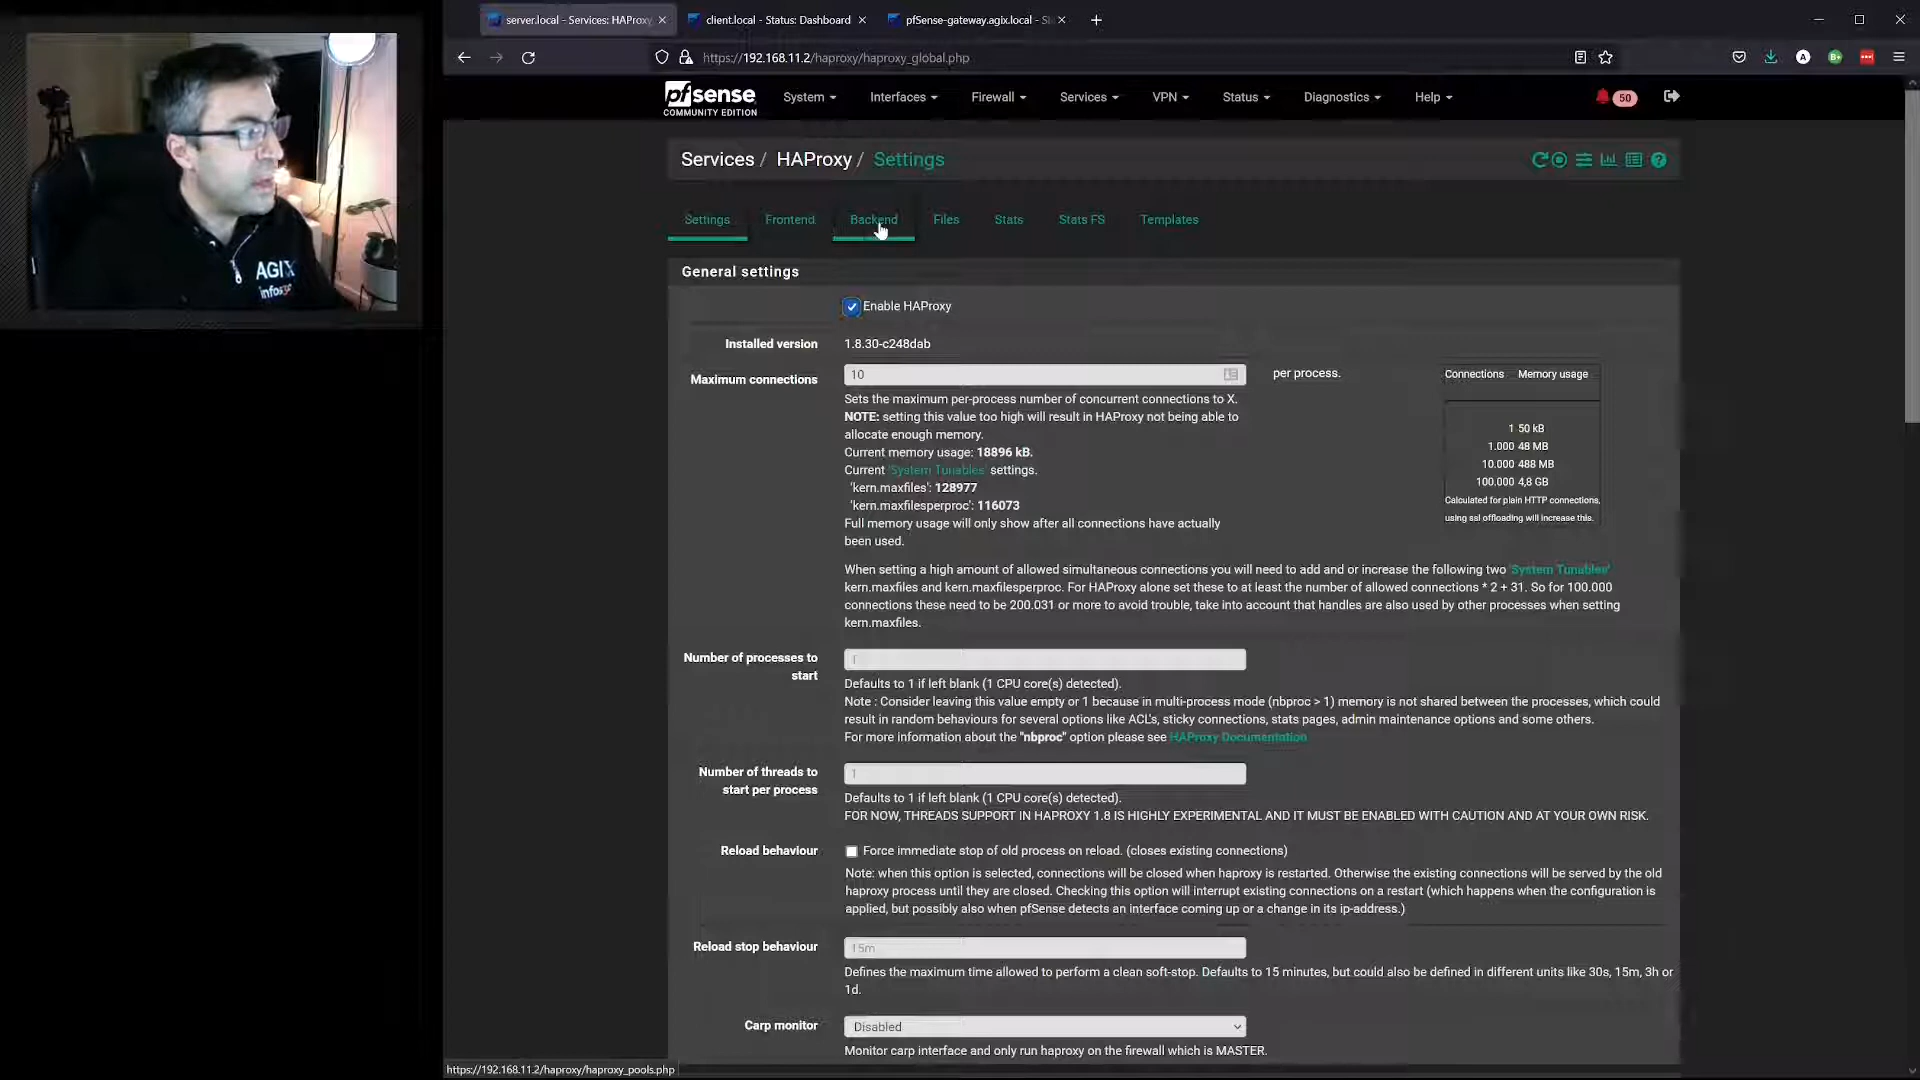 server.local - Services: HAProxy
client.local - Status: Dashboard
pfSense-gateway.agix.local - S
https://192.168.11.2/haproxy/haproxy_global.php
pfsense
COMMUNITY EDITION
System
Interfaces
Firewall
Services
VPN
Status
Diagnostics
Help
50
Services / HAProxy / Settings
Settings
Frontend
Backend
Files
Stats
Stats FS
Templates
General settings
Enable HAProxy
Installed version
1.8.30-c248dab
Maximum connections
10
per process.
Sets the maximum per-process number of concurrent connections to X.
NOTE: setting this value too high will result in HAProxy not being able to
allocate enough memory.
Current memory usage: 18896 kB.
Current 'System Tunables' settings.
'kern.maxfiles': 128977
'kern.maxfilesperproc': 116073
Full memory usage will only show after all connections have actually
been used.
Connections Memory usage
1 50 kB
1.000 48 MB
10.000 488 MB
100.000 4,8 GB
Calculated for plain HTTP connections,
using ssl offloading will increase this.
When setting a high amount of allowed simultaneous connections you will need to add and or increase the following two 'System Tunables'
kern.maxfiles and kern.maxfilesperproc. For HAProxy alone set these to at least the number of allowed connections * 2 + 31. So for 100.000
connections these need to be 200.031 or more to avoid trouble, take into account that handles are also used by other processes when setting
kern.maxfiles.
Number of processes to
start
1
Defaults to 1 if left blank (1 CPU core(s) detected).
Note : Consider leaving this value empty or 1 because in multi-process mode (nbproc > 1) memory is not shared between the processes, which could
result in random behaviours for several options like ACL's, sticky connections, stats pages, admin maintenance options and some others.
For more information about the "nbproc" option please see HAProxy Documentation
Number of threads to
start per process
1
Defaults to 1 if left blank (1 CPU core(s) detected).
FOR NOW, THREADS SUPPORT IN HAPROXY 1.8 IS HIGHLY EXPERIMENTAL AND IT MUST BE ENABLED WITH CAUTION AND AT YOUR OWN RISK.
Reload behaviour
Force immediate stop of old process on reload. (closes existing connections)
Note: when this option is selected, connections will be closed when haproxy is restarted. Otherwise the existing connections will be served by the old
haproxy process until they are closed. Checking this option will interrupt existing connections on a restart (which happens when the configuration is
applied, but possibly also when pfSense detects an interface coming up or a change in its ip-address.)
Reload stop behaviour
15m
Defines the maximum time allowed to perform a clean soft-stop. Defaults to 15 minutes, but could also be defined in different units like 30s, 15m, 3h or
1d.
Carp monitor
Disabled
Monitor carp interface and only run haproxy on the firewall which is MASTER.
https://192.168.11.2/haproxy/haproxy_pools.php
AGIX